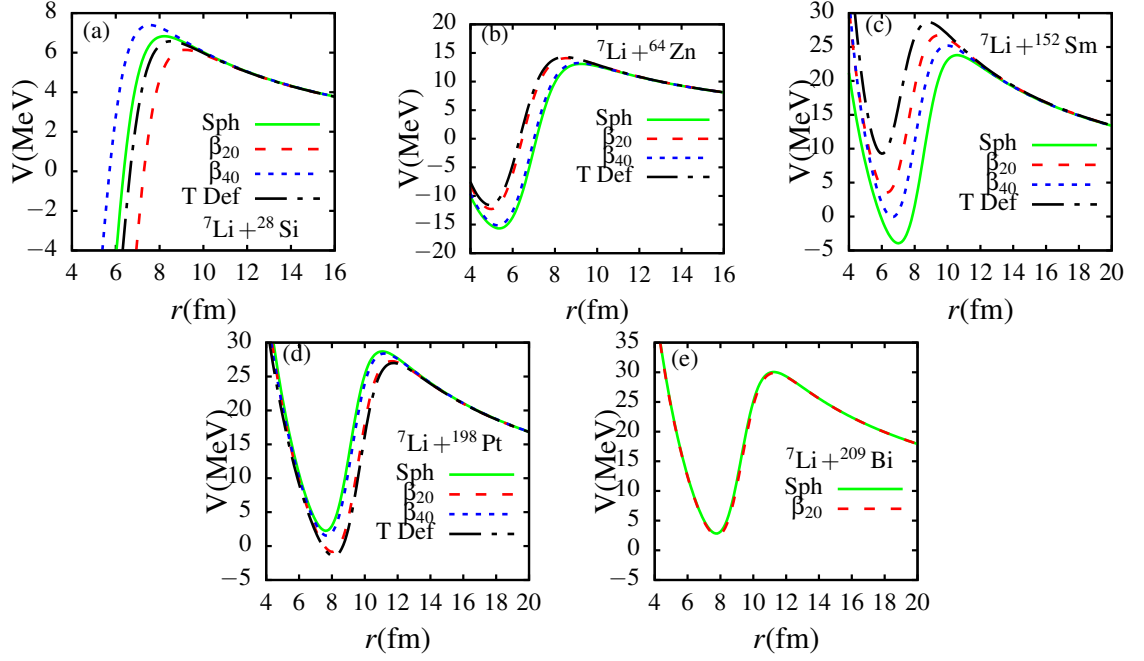 (a)
V(MeV)
8
6
4
2
0
−2
−4
Sph
β20
β40
T Def
⁷Li+²⁸Si
4 6 8 10 12 14 16
r(fm)
(b)
⁷Li+⁶⁴Zn
V(MeV)
20
15
10
5
0
−5
−10
−15
−20
Sph
β20
β40
T Def
4 6 8 10 12 14 16
r(fm)
(c)
⁷Li+¹⁵²Sm
V(MeV)
30
25
20
15
10
5
0
−5
Sph
β20
β40
T Def
4 6 8 10 12 14 16 18 20
r(fm)
(d)
V(MeV)
30
25
20
15
10
5
0
−5
⁷Li+¹⁹⁸Pt
Sph
β20
β40
T Def
4 6 8 10 12 14 16 18 20
r(fm)
(e)
V(MeV)
35
30
25
20
15
10
5
0
−5
⁷Li+²⁰⁹Bi
Sph
β20
4 6 8 10 12 14 16 18 20
r(fm)